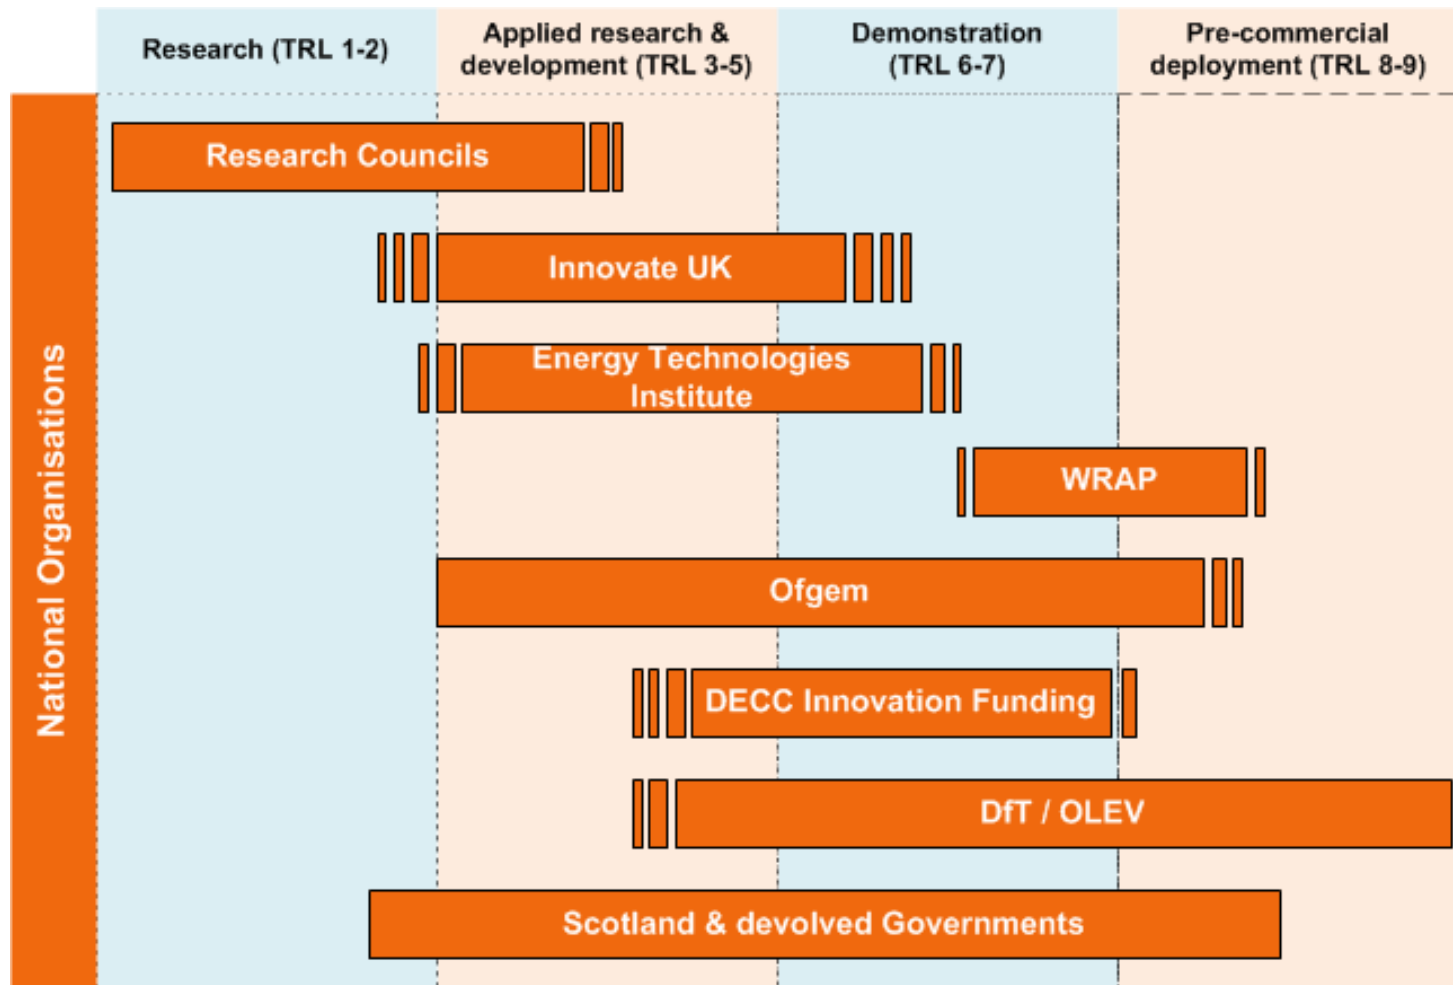 Research (TRL 1-2)
Applied research &
development (TRL 3-5)
Demonstration
(TRL 6-7)
Pre-commercial
deployment (TRL 8-9)
National Organisations
Research Councils
Innovate UK
Energy Technologies
Institute
WRAP
Ofgem
DECC Innovation Funding
DfT / OLEV
Scotland & devolved Governments